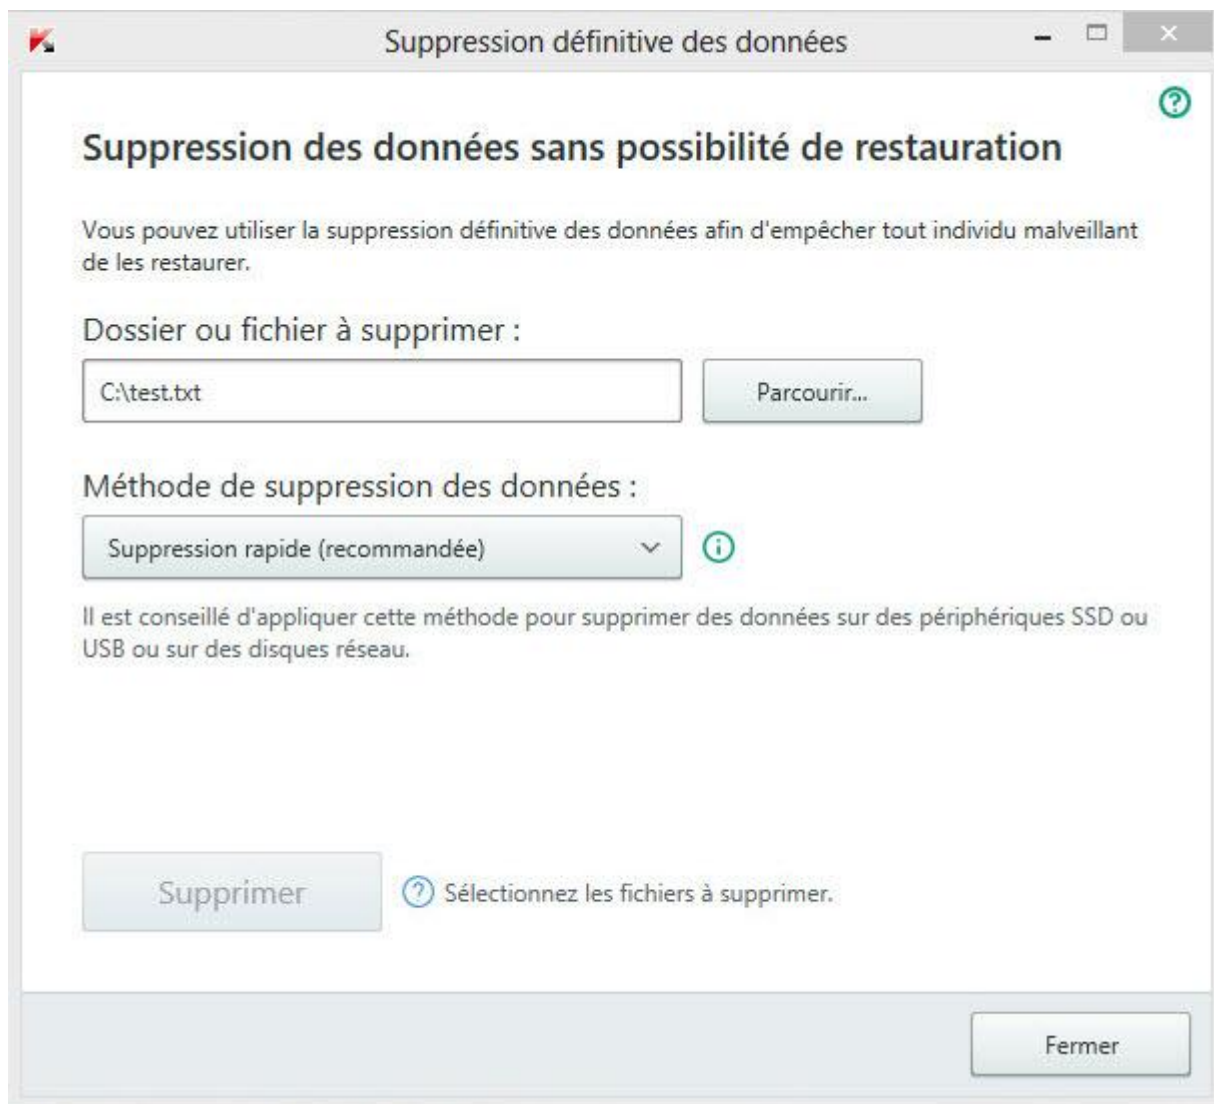 Suppression définitive des données
Suppression des données sans possibilité de restauration
Vous pouvez utiliser la suppression définitive des données afin d'empêcher tout individu malveillant
de les restaurer.
Dossier ou fichier à supprimer :
C:\test.txt
Parcourir...
Méthode de suppression des données :
Suppression rapide (recommandée)
Il est conseillé d'appliquer cette méthode pour supprimer des données sur des périphériques SSD ou
USB ou sur des disques réseau.
Supprimer
Sélectionnez les fichiers à supprimer.
Fermer